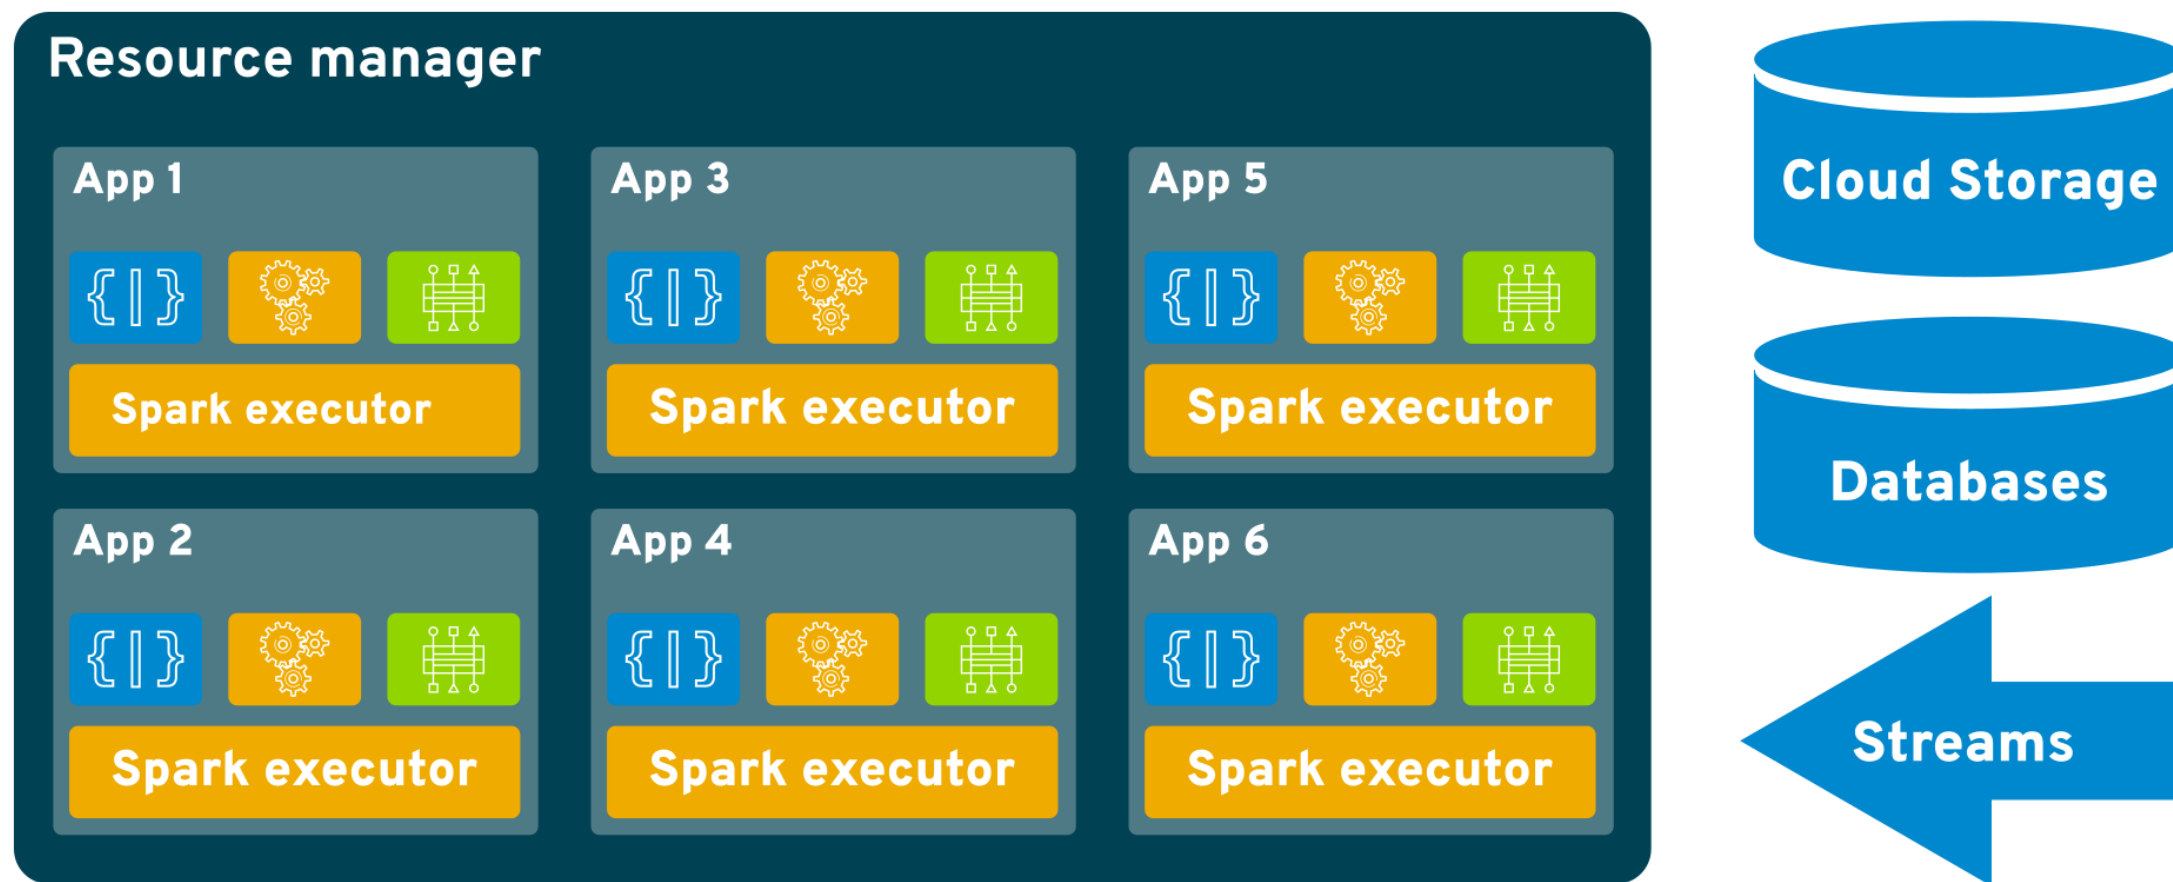 Resource manager
App 1
Spark executor
App 3
Spark executor
App 5
Spark executor
App 2
Spark executor
App 4
Spark executor
App 6
Spark executor
Cloud Storage
Databases
Streams